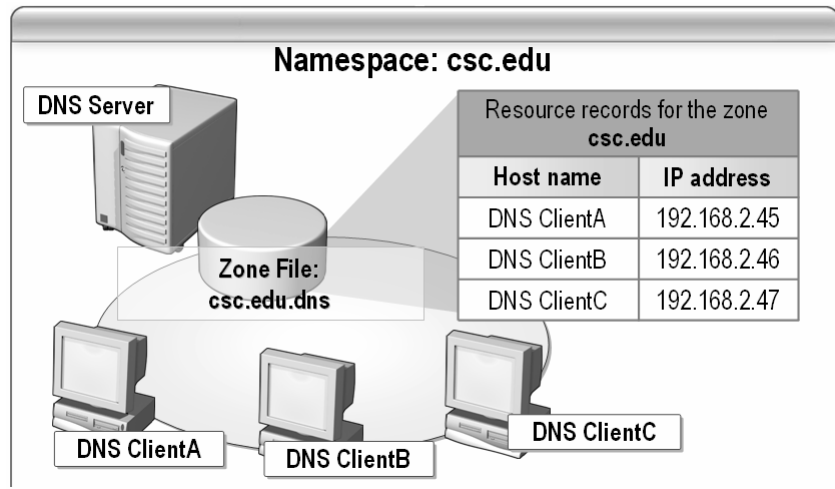 Namespace: csc.edu
DNS Server
Resource records for the zone
csc.edu
Host name IP address
DNS ClientA 192.168.2.45
DNS ClientB 192.168.2.46
DNS ClientC 192.168.2.47
Zone File:
csc.edu.dns
DNS ClientA
DNS ClientB
DNS ClientC